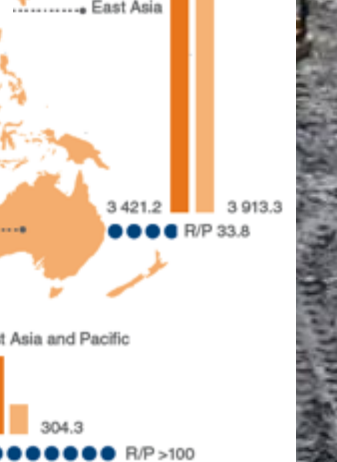 East Asia
3 421.2
3 913.3
R/P 33.8
t Asia and Pacific
304.3
R/P >100